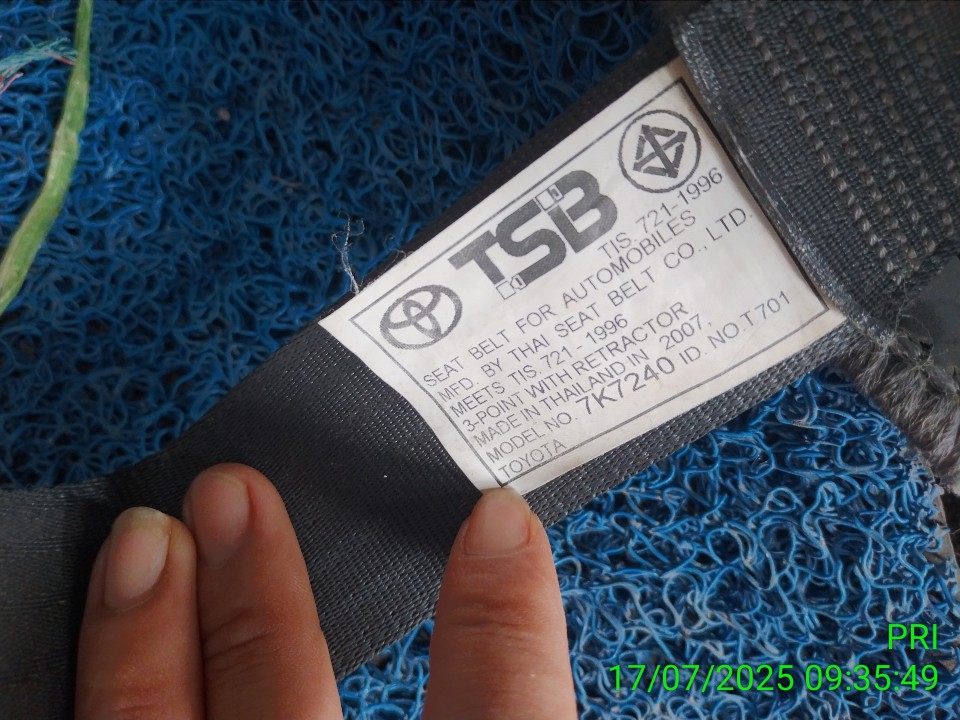 TSB
TIS. 721-1996
SEAT BELT FOR AUTOMOBILES
MFD. BY THAI SEAT BELT CO., LTD.
MEETS TIS. 721 - 1996
3-POINT WITH RETRACTOR
MADE IN THAILAND IN 2007,
MODEL NO. 7K7240 ID. NO.T701
TOYOTA
PRI
17/07/2025 09:35:49